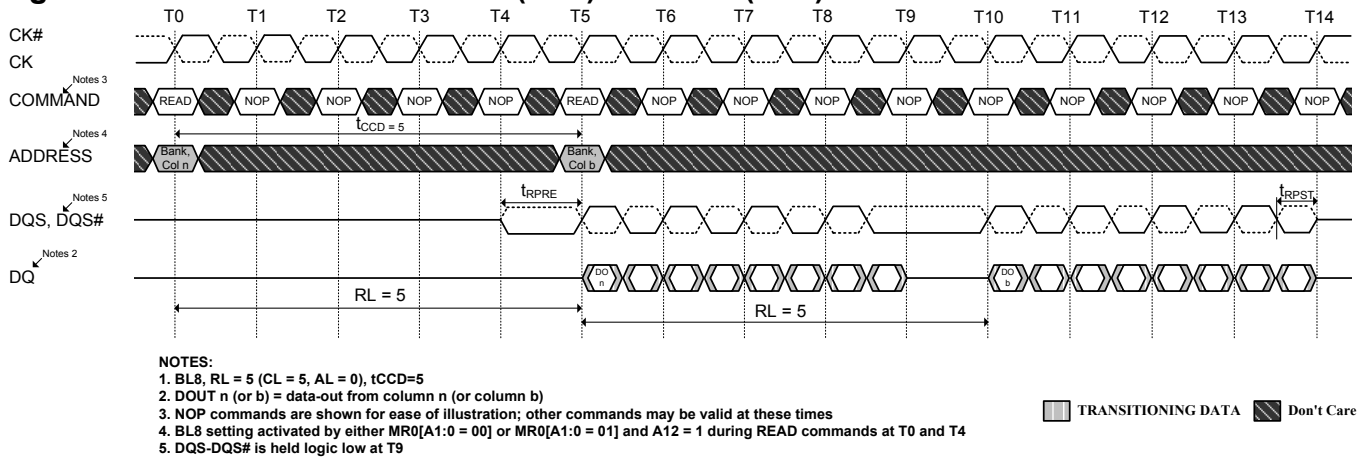 T0 T1 T2 T3 T4 T5 T6 T7 T8 T9 T10 T11 T12 T13 T14
CK#
CK
Notes 3
COMMAND
READ NOP NOP NOP NOP READ NOP NOP NOP NOP NOP NOP NOP NOP NOP
tCCD = 5
Notes 4
ADDRESS
Bank, Col n
Bank, Col b
Notes 5
DQS, DQS#
tRPRE
tRPST
Notes 2
DQ
DO n
DO b
RL = 5
RL = 5
NOTES:
1. BL8, RL = 5 (CL = 5, AL = 0), tCCD=5
2. DOUT n (or b) = data-out from column n (or column b)
3. NOP commands are shown for ease of illustration; other commands may be valid at these times
4. BL8 setting activated by either MR0[A1:0 = 00] or MR0[A1:0 = 01] and A12 = 1 during READ commands at T0 and T4
5. DQS-DQS# is held logic low at T9
TRANSITIONING DATA
Don't Care